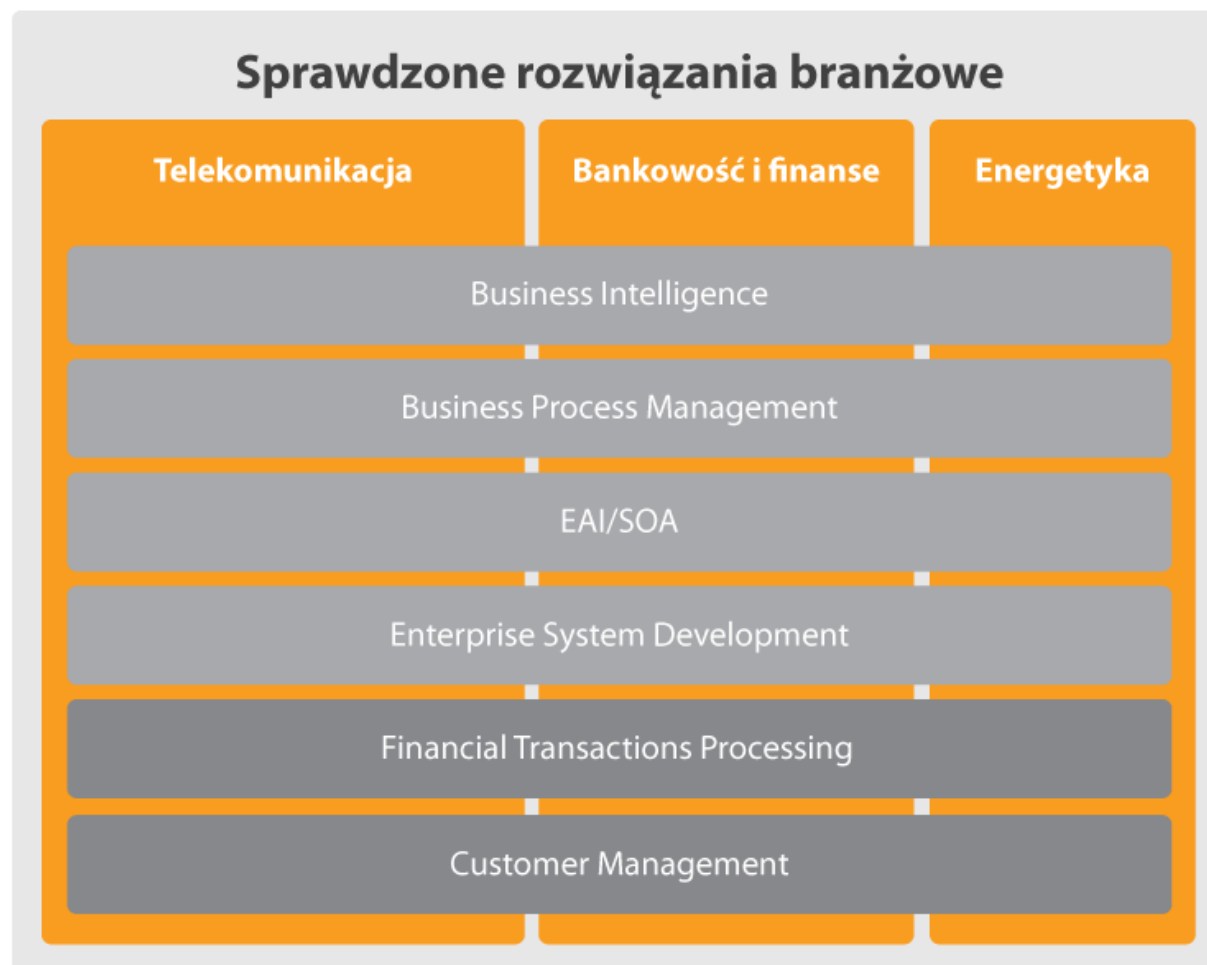 Sprawdzone rozwiązania branżowe
Telekomunikacja
Bankowość i finanse
Energetyka
Business Intelligence
Business Process Management
EAI/SOA
Enterprise System Development
Financial Transactions Processing
Customer Management